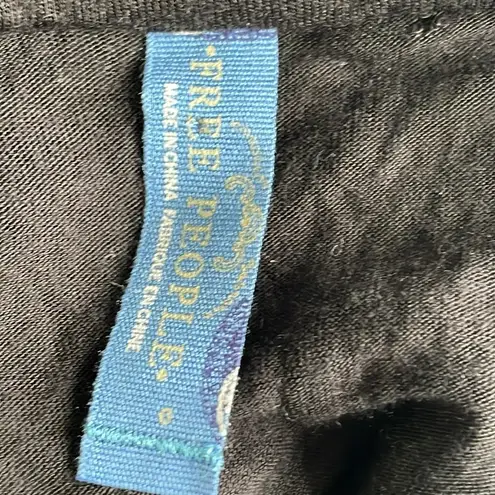 •FREE PEOPLE•
MADE IN CHINA FABRIQUE EN CHINE